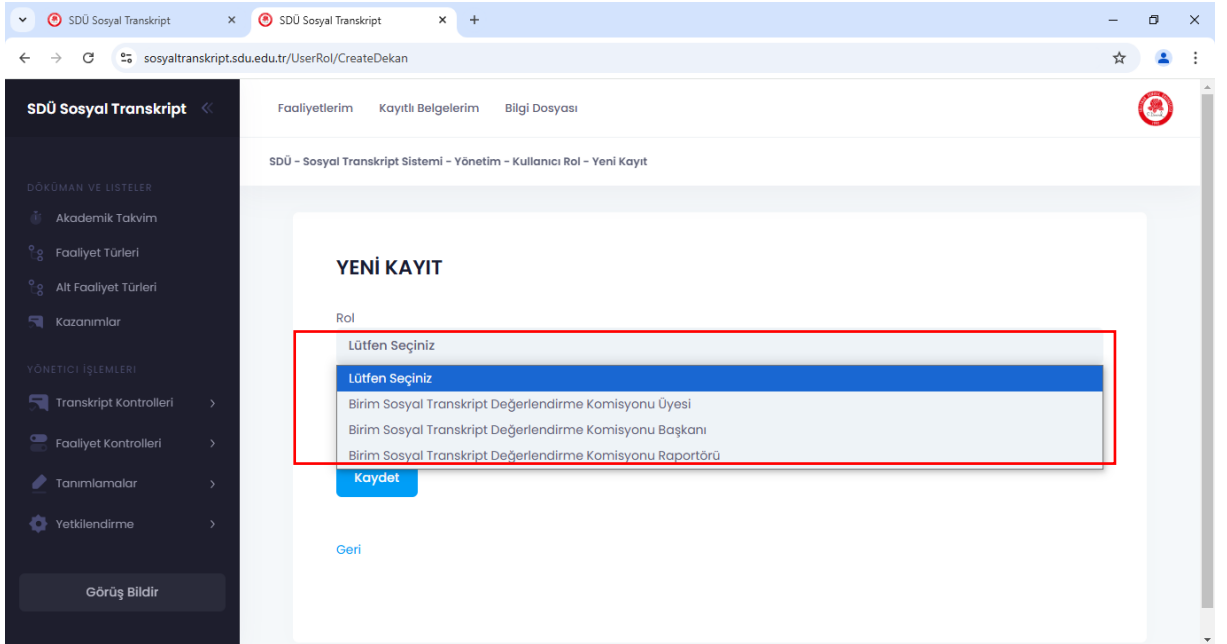 SDÜ Sosyal Transkript
SDÜ Sosyal Transkript
sosyaltranskript.sdu.edu.tr/UserRol/CreateDekan
SDÜ Sosyal Transkript
Faaliyetlerim Kayıtlı Belgelerim Bilgi Dosyası
SDÜ - Sosyal Transkript Sistemi - Yönetim - Kullanıcı Rol - Yeni Kayıt
DÖKÜMAN VE LISTELER
Akademik Takvim
Faaliyet Türleri
Alt Faaliyet Türleri
Kazanımlar
YÖNETICI İŞLEMLERI
Transkript Kontrolleri
Faaliyet Kontrolleri
Tanımlamalar
Yetkilendirme
Görüş Bildir
YENİ KAYIT
Rol
Lütfen Seçiniz
Lütfen Seçiniz
Birim Sosyal Transkript Değerlendirme Komisyonu Üyesi
Birim Sosyal Transkript Değerlendirme Komisyonu Başkanı
Birim Sosyal Transkript Değerlendirme Komisyonu Raportörü
Kaydet
Geri